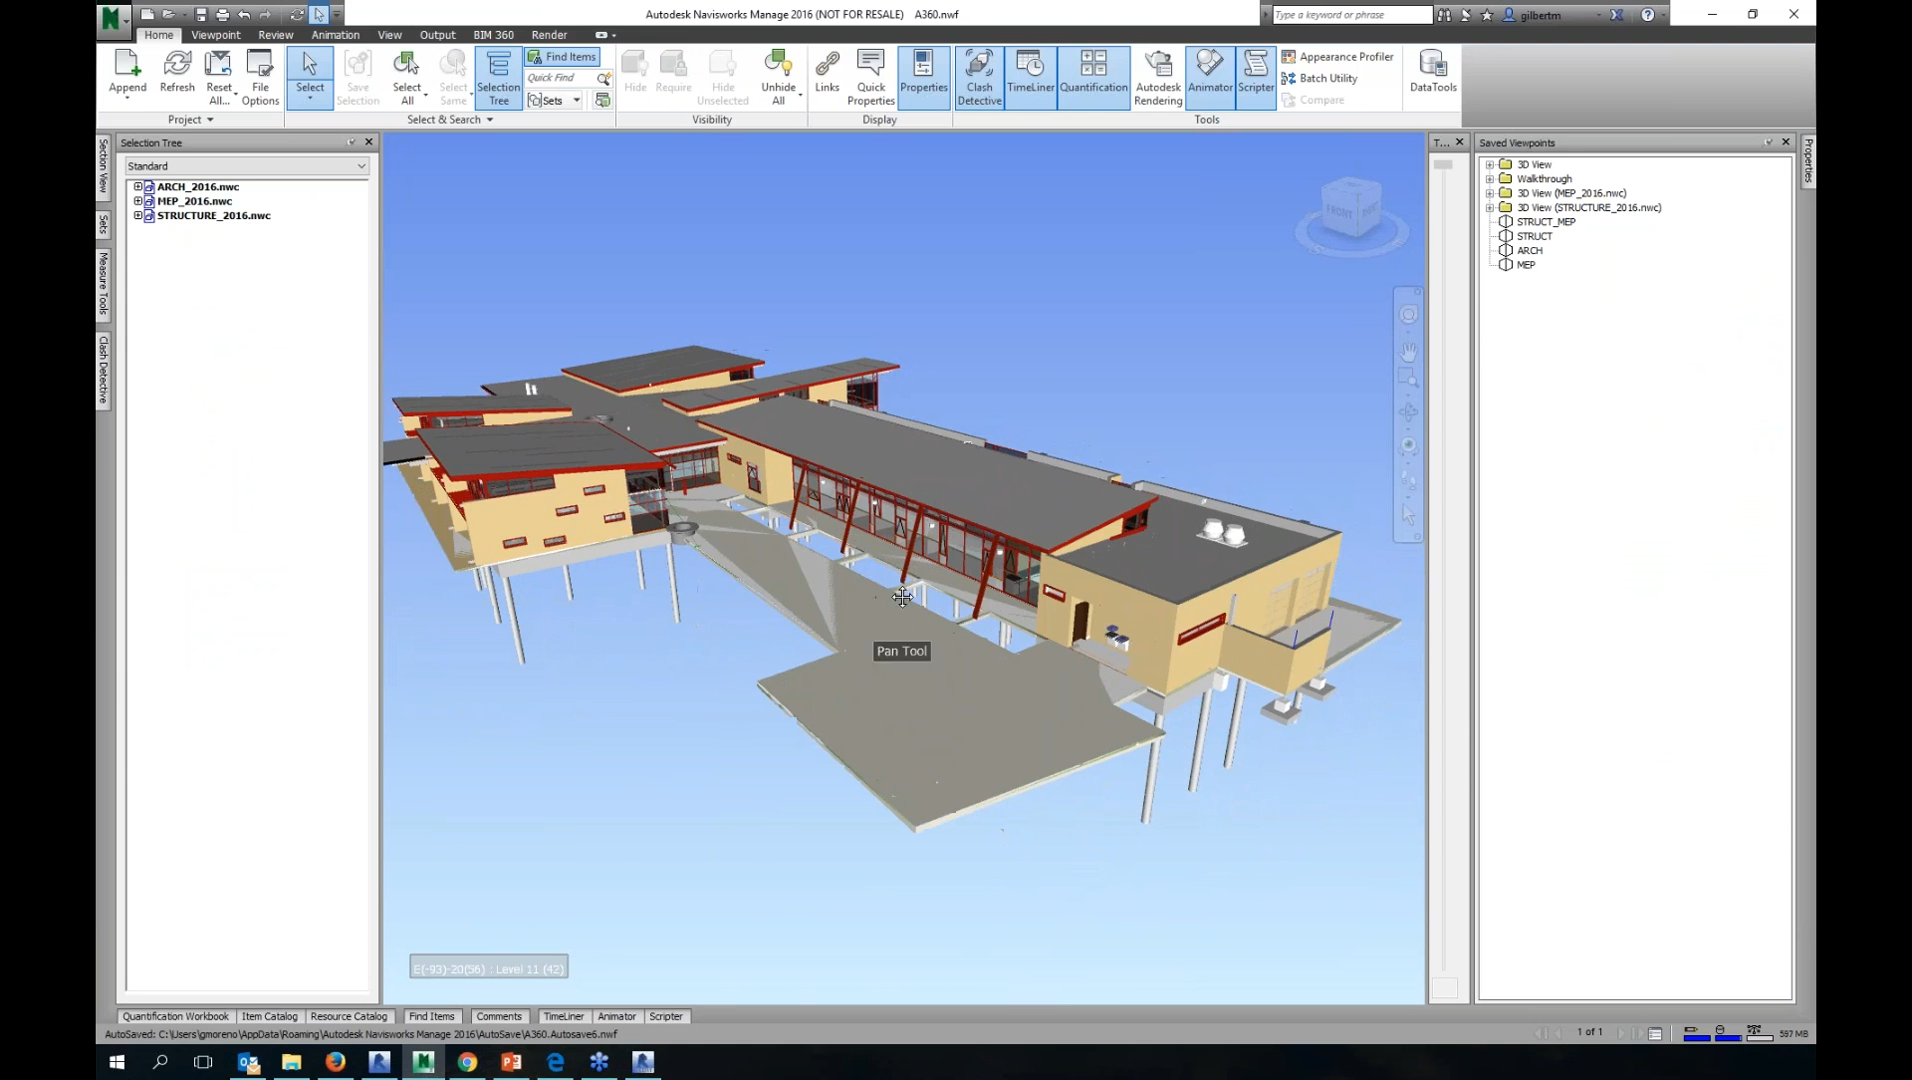 Autodesk Navisworks Manage 2016 (NOT FOR RESALE) A360.nwf
Type a keyword or phrase
gilbertm
Home Viewpoint Review Animation View Output BIM 360 Render
Append
Refresh
Reset All...
File Options
Project
Select
Save Selection
Select All
Select Same
Selection Tree
Find Items
Quick Find
Sets
Select & Search
Hide
Require
Hide Unselected
Unhide All
Visibility
Links
Quick Properties
Properties
Display
Clash Detective
TimeLiner
Quantification
Autodesk Rendering
Animator
Scripter
Appearance Profiler
Batch Utility
Compare
Tools
DataTools
Section View
Sets
Measure Tools
Clash Detective
Selection Tree
Standard
ARCH_2016.nwc
MEP_2016.nwc
STRUCTURE_2016.nwc
FRONT
Pan Tool
E(-93)-20(56) : Level 11 (42)
T...
Saved Viewpoints
3D View
Walkthrough
3D View (MEP_2016.nwc)
3D View (STRUCTURE_2016.nwc)
STRUCT_MEP
STRUCT
ARCH
MEP
Properties
Quantification Workbook Item Catalog Resource Catalog Find Items Comments TimeLiner Animator Scripter
AutoSaved: C:\Users\gmoreno\AppData\Roaming\Autodesk Navisworks Manage 2016\AutoSave\A360.Autosave6.nwf
1 of 1
597 MB